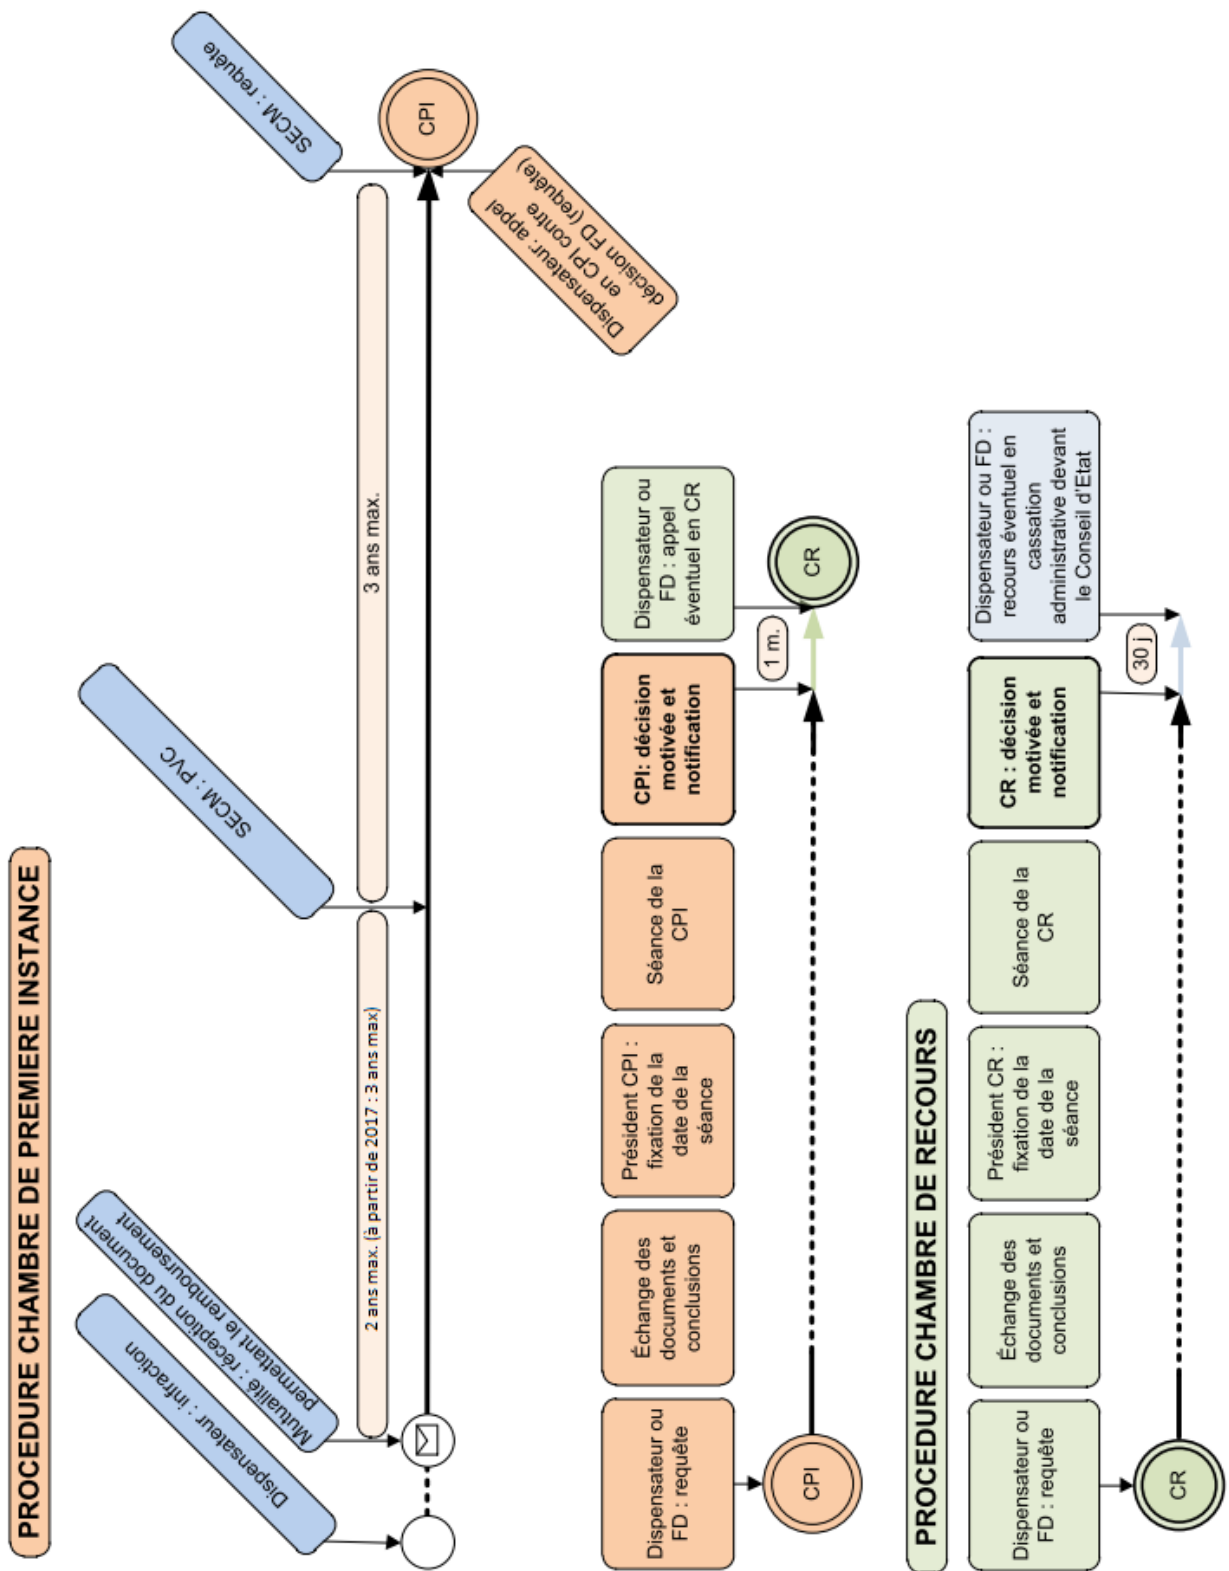 PROCEDURE CHAMBRE DE PREMIERE INSTANCE
Dispensateur : infraction
Mutualité : réception du document
permettant le remboursement
SECM : PVC
SECM : requête
2 ans max. (à partir de 2017 : 3 ans max)
3 ans max.
CPI
Dispensateur: appel
en CPI contre
décision FD (requête)
Dispensateur ou
FD : requête
Échange des
documents et
conclusions
Président CPI :
fixation de la
date de la
séance
Séance de la
CPI
CPI: décision
motivée et
notification
Dispensateur ou
FD : appel
éventuel en CR
1 m.
CPI
CR
PROCEDURE CHAMBRE DE RECOURS
Dispensateur ou
FD : requête
Échange des
documents et
conclusions
Président CR :
fixation de la
date de la
séance
Séance de la
CR
CR : décision
motivée et
notification
Dispensateur ou FD :
recours éventuel en
cassation
administrative devant
le Conseil d'Etat
30 j
CR